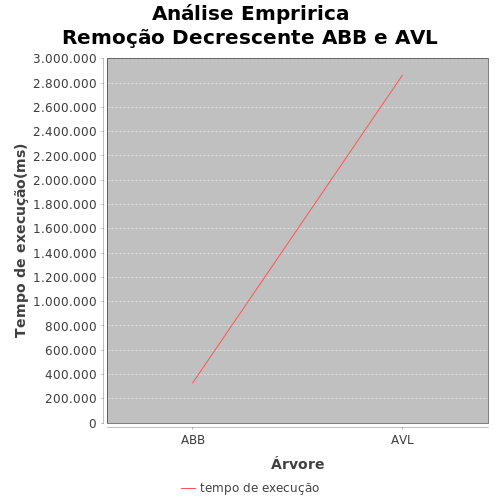 Análise Empririca
Remoção Decrescente ABB e AVL
3.000.000
2.800.000
2.600.000
2.400.000
2.200.000
2.000.000
1.800.000
1.600.000
1.400.000
1.200.000
1.000.000
800.000
600.000
400.000
200.000
0
Tempo de execução(ms)
ABB
AVL
Árvore
tempo de execução